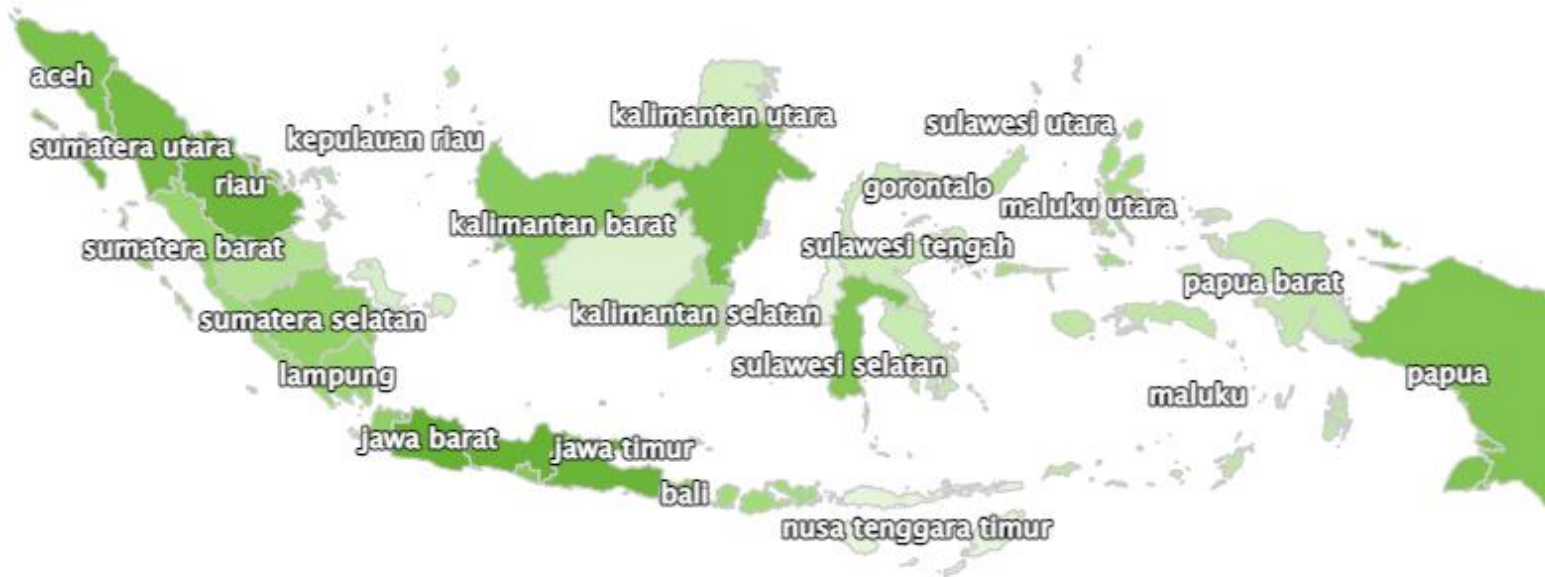 aceh
kalimantan utara
sulawesi utara
kepulauan riau
sumatera utara
riau
gorontalo
maluku utara
kalimantan barat
sumatera barat
sulawesi tengah
papua barat
kalimantan selatan
sumatera selatan
sulawesi selatan
lampung
papua
maluku
jawa barat
jawa timur
bali
nusa tenggara timur